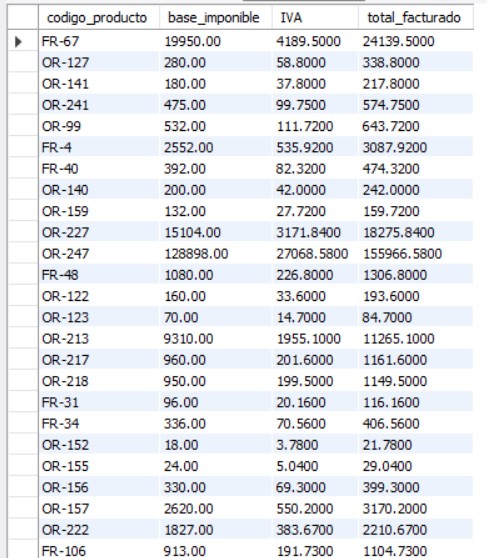 codigo_producto base_imponible IVA total_facturado
FR-67 19950.00 4189.5000 24139.5000
OR-127 280.00 58.8000 338.8000
OR-141 180.00 37.8000 217.8000
OR-241 475.00 99.7500 574.7500
OR-99 532.00 111.7200 643.7200
FR-4 2552.00 535.9200 3087.9200
FR-40 392.00 82.3200 474.3200
OR-140 200.00 42.0000 242.0000
OR-159 132.00 27.7200 159.7200
OR-227 15104.00 3171.8400 18275.8400
OR-247 128898.00 27068.5800 155966.5800
FR-48 1080.00 226.8000 1306.8000
OR-122 160.00 33.6000 193.6000
OR-123 70.00 14.7000 84.7000
OR-213 9310.00 1955.1000 11265.1000
OR-217 960.00 201.6000 1161.6000
OR-218 950.00 199.5000 1149.5000
FR-31 96.00 20.1600 116.1600
FR-34 336.00 70.5600 406.5600
OR-152 18.00 3.7800 21.7800
OR-155 24.00 5.0400 29.0400
OR-156 330.00 69.3000 399.3000
OR-157 2620.00 550.2000 3170.2000
OR-222 1827.00 383.6700 2210.6700
FR-106 913.00 191.7300 1104.7300